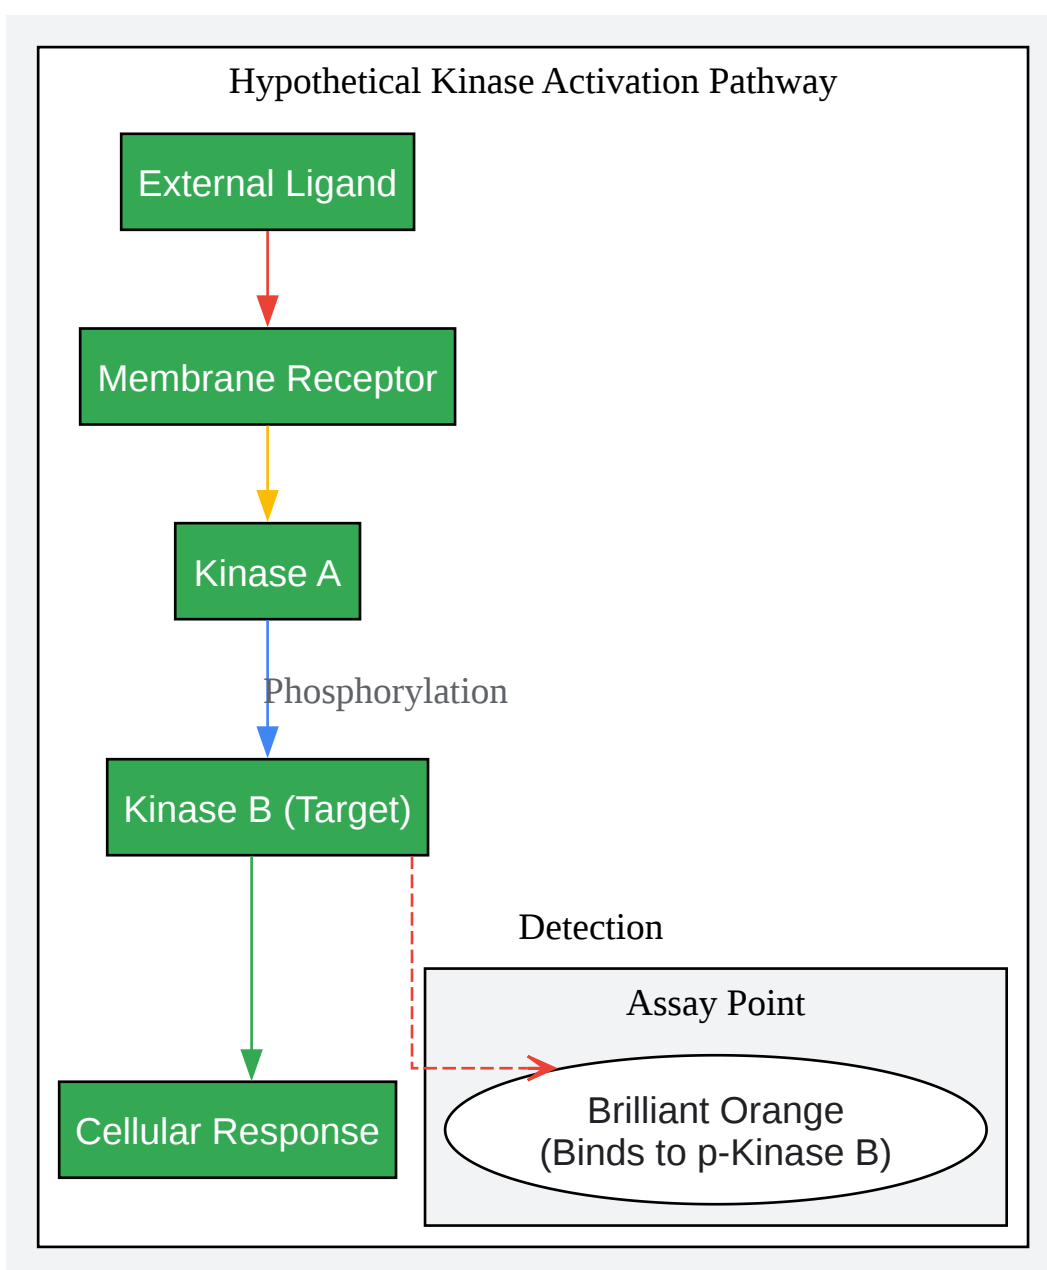 Hypothetical Kinase Activation Pathway
External Ligand
Membrane Receptor
Kinase A
Phosphorylation
Kinase B (Target)
Detection
Assay Point
Brilliant Orange
(Binds to p-Kinase B)
Cellular Response